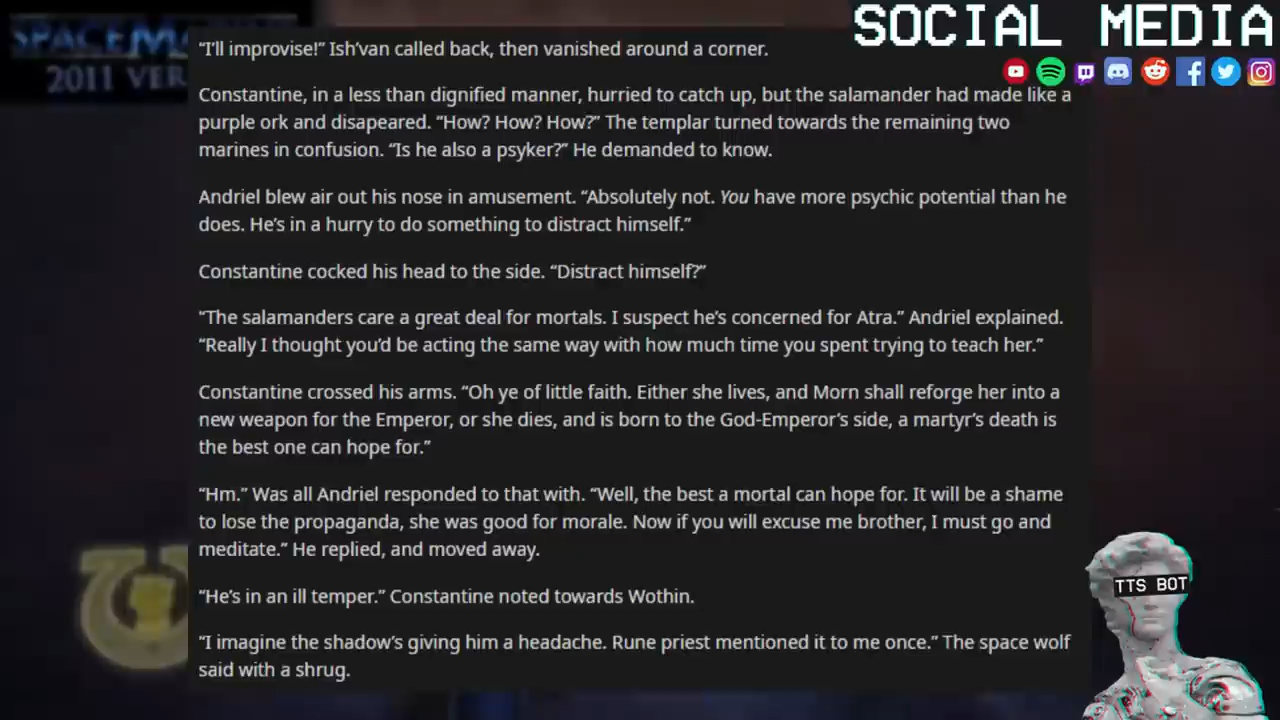 SOCIAL MEDIA
SPACE M
2011 VER
“I’ll improvise!” Ish’van called back, then vanished around a corner.
Constantine, in a less than dignified manner, hurried to catch up, but the salamander had made like a
purple ork and disapeared. “How? How? How?” The templar turned towards the remaining two
marines in confusion. “Is he also a psyker?” He demanded to know.
Andriel blew air out his nose in amusement. “Absolutely not. You have more psychic potential than he
does. He’s in a hurry to do something to distract himself.”
Constantine cocked his head to the side. “Distract himself?”
“The salamanders care a great deal for mortals. I suspect he’s concerned for Atra.” Andriel explained.
“Really I thought you’d be acting the same way with how much time you spent trying to teach her.”
Constantine crossed his arms. “Oh ye of little faith. Either she lives, and Morn shall reforge her into a
new weapon for the Emperor, or she dies, and is born to the God-Emperor’s side, a martyr’s death is
the best one can hope for.”
“Hm.” Was all Andriel responded to that with. “Well, the best a mortal can hope for. It will be a shame
to lose the propaganda, she was good for morale. Now if you will excuse me brother, I must go and
meditate.” He replied, and moved away.
“He’s in an ill temper.” Constantine noted towards Wothin.
“I imagine the shadow’s giving him a headache. Rune priest mentioned it to me once.” The space wolf
said with a shrug.
TTS BOT